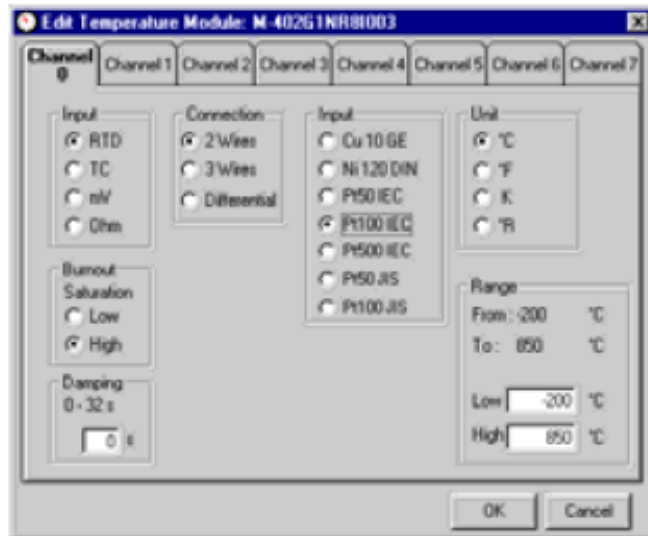 Edit Temperature Module: M-402G1NR8I003
Channel 0
Channel 1
Channel 2
Channel 3
Channel 4
Channel 5
Channel 6
Channel 7
Input
RTD
TC
mV
Ohm
Connection
2 Wires
3 Wires
Differential
Input
Cu 10 GE
Ni 120 DIN
Pt50 IEC
Pt100 IEC
Pt500 IEC
Pt50 JIS
Pt100 JIS
Unit
°C
°F
K
°R
Burnout
Saturation
Low
High
Damping
0 - 32 s
0 s
Range
From: -200 °C
To: 850 °C
Low -200 °C
High 850 °C
OK
Cancel